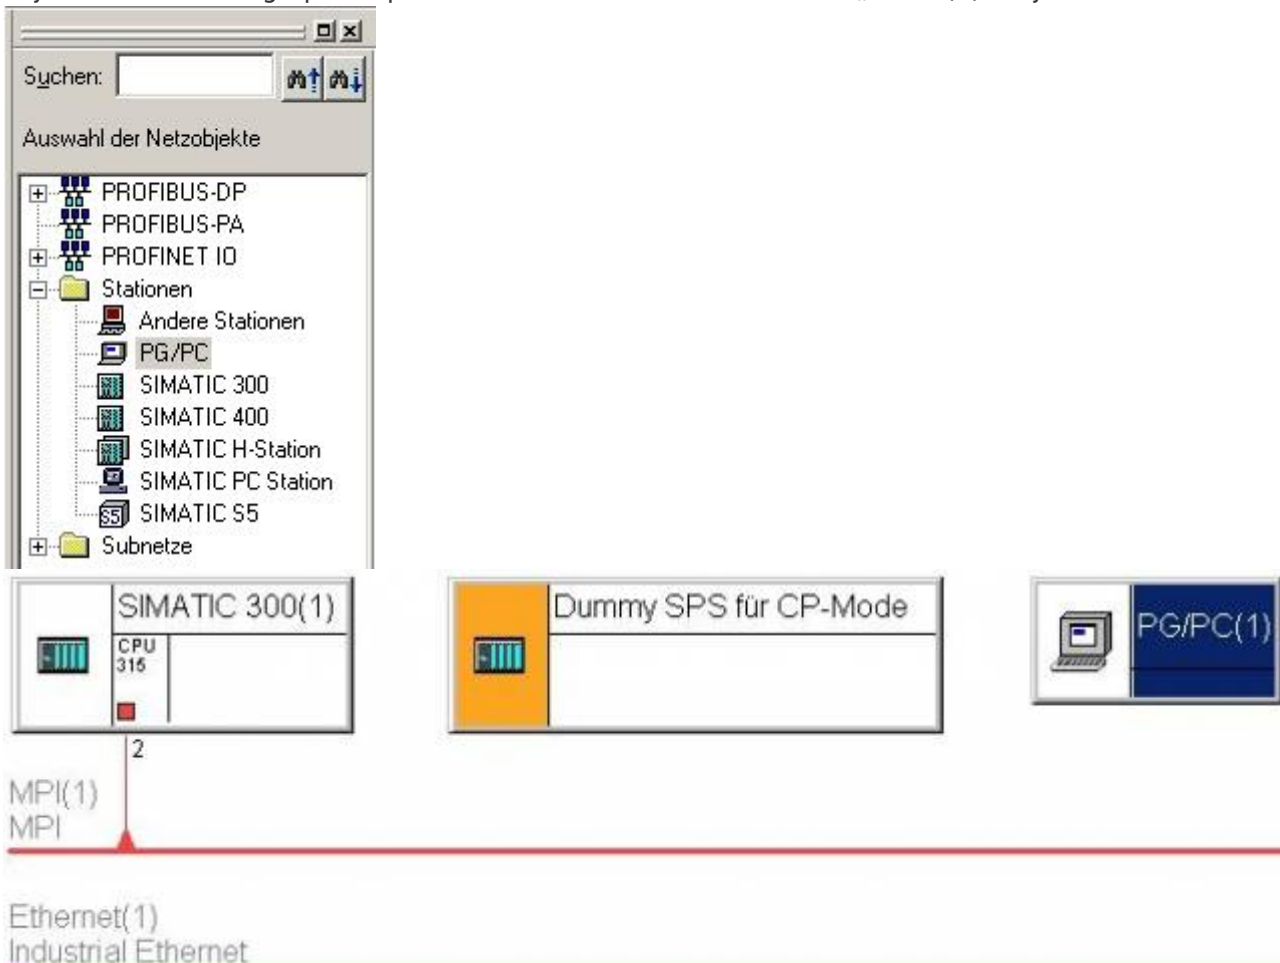 Suchen:
Auswahl der Netzobjekte
PROFIBUS-DP
PROFIBUS-PA
PROFINET IO
Stationen
Andere Stationen
PG/PC
SIMATIC 300
SIMATIC 400
SIMATIC H-Station
SIMATIC PC Station
S5 SIMATIC S5
Subnetze
SIMATIC 300(1)
CPU
315
2
Dummy SPS für CP-Mode
PG/PC(1)
MPI(1)
MPI
Ethernet(1)
Industrial Ethernet